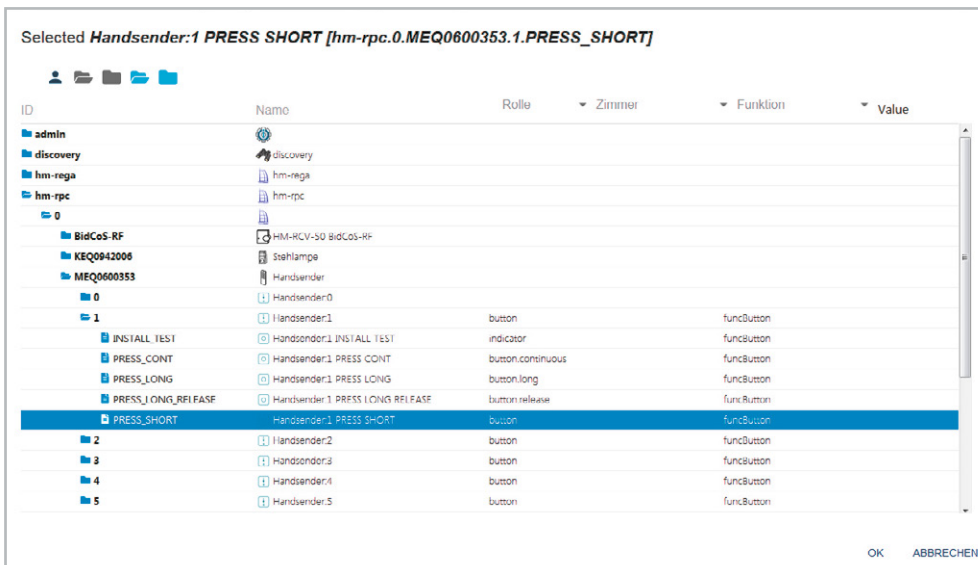 Selected Handsender:1 PRESS SHORT [hm-rpc.0.MEQ0600353.1.PRESS_SHORT]
ID Name Rolle Zimmer Funktion Value
admin
discovery discovery
hm-rega hm-rega
hm-rpc hm-rpc
0
BidCoS-RF HM-RCV-50 BidCoS-RF
KEQ0942006 Stehlampe
MEQ0600353 Handsender
0 Handsender:0
1 Handsender:1 button funcButton
INSTALL_TEST Handsender:1 INSTALL TEST indicator funcButton
PRESS_CONT Handsender:1 PRESS CONT button.continuous funcButton
PRESS_LONG Handsender:1 PRESS LONG button.long funcButton
PRESS_LONG_RELEASE Handsender:1 PRESS LONG RELEASE button.release funcButton
PRESS_SHORT Handsender:1 PRESS SHORT button funcButton
2 Handsender:2 button funcButton
3 Handsender:3 button funcButton
4 Handsender:4 button funcButton
5 Handsender:5 button funcButton
OK ABBRECHEN